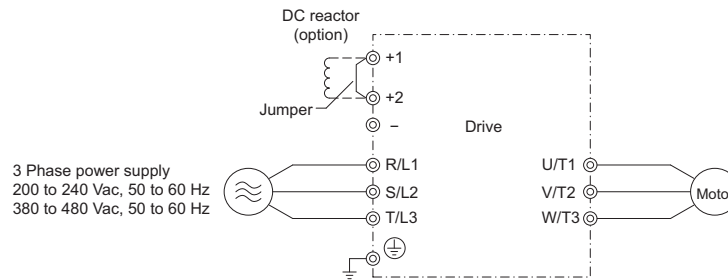 DC reactor
(option)
+1
+2
Jumper
−
Drive
3 Phase power supply
200 to 240 Vac, 50 to 60 Hz
380 to 480 Vac, 50 to 60 Hz
R/L1
S/L2
T/L3
U/T1
V/T2
W/T3
Moto